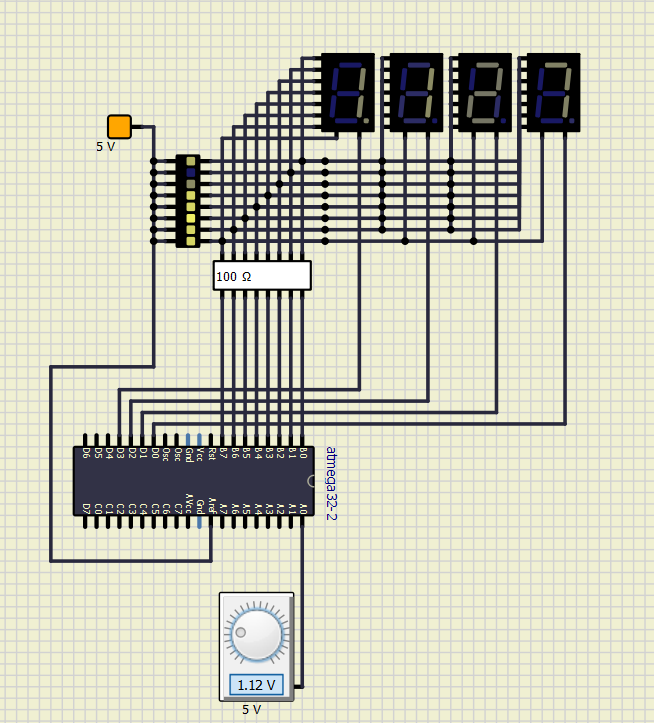 5 V
100 Ω
D6 D5 D4 D3 D2 D1 D0 Osc Osc Gnd Vcc Rst B7 B6 B5 B4 B3 B2 B1 B0
D7 C0 C1 C2 C3 C4 C5 C6 C7 AVcc Gnd Aref A7 A6 A5 A4 A3 A2 A1 A0
atmega32-2
1.12 V
5 V